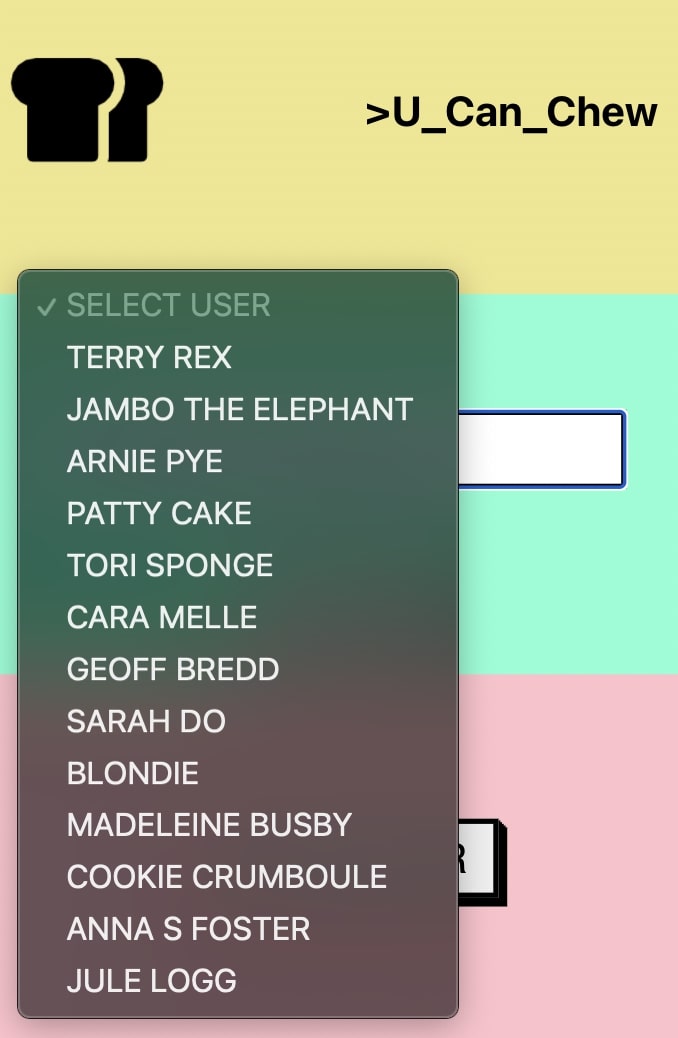 >U_Can_Chew
SELECT USER
TERRY REX
JAMBO THE ELEPHANT
ARNIE PYE
PATTY CAKE
TORI SPONGE
CARA MELLE
GEOFF BREDD
SARAH DO
BLONDIE
MADELEINE BUSBY
COOKIE CRUMBOULE
ANNA S FOSTER
JULE LOGG